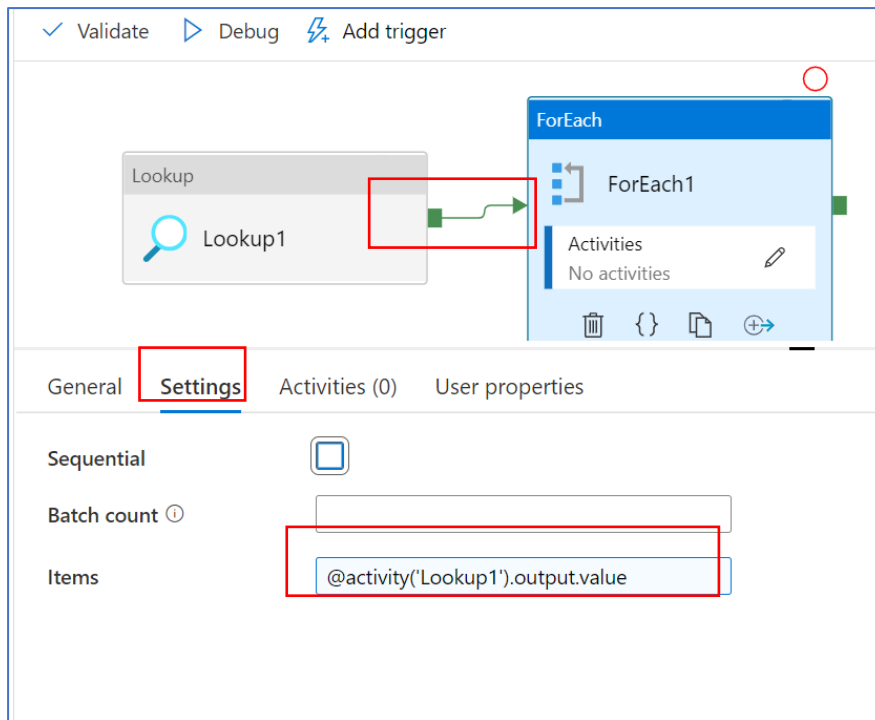 Validate Debug Add trigger
ForEach
Lookup
ForEach1
Lookup1
Activities
No activities
{}
General Settings Activities (0) User properties
Sequential
Batch count
Items @activity('Lookup1').output.value